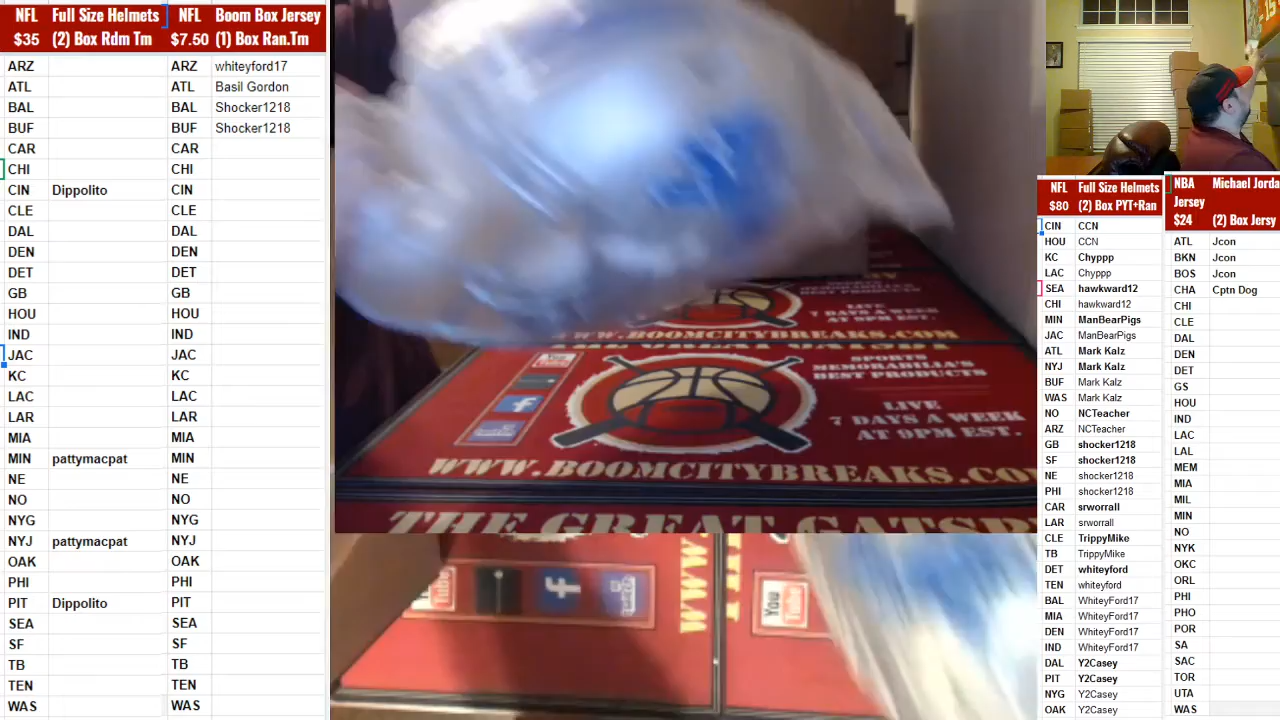 NFL Full Size Helmets NFL Boom Box Jersey
$35 (2) Box Rdm Tm $7.50 (1) Box Ran.Tm
ARZ ARZ whiteyford17
ATL ATL Basil Gordon
BAL BAL Shocker1218
BUF BUF Shocker1218
CAR CAR
CHI CHI
CIN Dippolito CIN
CLE CLE
DAL DAL
DEN DEN
DET DET
GB GB
HOU HOU
IND IND
JAC JAC
KC KC
LAC LAC
LAR LAR
MIA MIA
MIN pattymacpat MIN
NE NE
NO NO
NYG NYG
NYJ pattymacpat NYJ
OAK OAK
PHI PHI
PIT Dippolito PIT
SEA SEA
SF SF
TB TB
TEN TEN
WAS WAS
WWW.BOOMCITYBREAKS.COM
SPORTS
MEMORABILIA'S
BEST PRODUCTS
LIVE
7 DAYS A WEEK
AT 9PM EST.
You
WWW.BOOMCITYBREAKS.CO
THE GREAT GATS
You
Tube
NFL Full Size Helmets
$80 (2) Box PYT+Ran
CIN CCN
HOU CCN
KC Chyppp
LAC Chyppp
SEA hawkward12
CHI hawkward12
MIN ManBearPigs
JAC ManBearPigs
ATL Mark Kalz
NYJ Mark Kalz
BUF Mark Kalz
WAS Mark Kalz
NO NCTeacher
ARZ NCTeacher
GB shocker1218
SF shocker1218
NE shocker1218
PHI shocker1218
CAR srworrall
LAR srworrall
CLE TrippyMike
TB TrippyMike
DET whiteyford
TEN whiteyford
BAL WhiteyFord17
MIA WhiteyFord17
DEN WhiteyFord17
IND WhiteyFord17
DAL Y2Casey
PIT Y2Casey
NYG Y2Casey
OAK Y2Casey
NBA Michael Jorda
Jersey
$24 (2) Box Jersy
ATL Jcon
BKN Jcon
BOS Jcon
CHA Cptn Dog
CHI
CLE
DAL
DEN
DET
GS
HOU
IND
LAC
LAL
MEM
MIA
MIL
MIN
NO
NYK
OKC
ORL
PHI
PHO
POR
SA
SAC
TOR
UTA
WAS